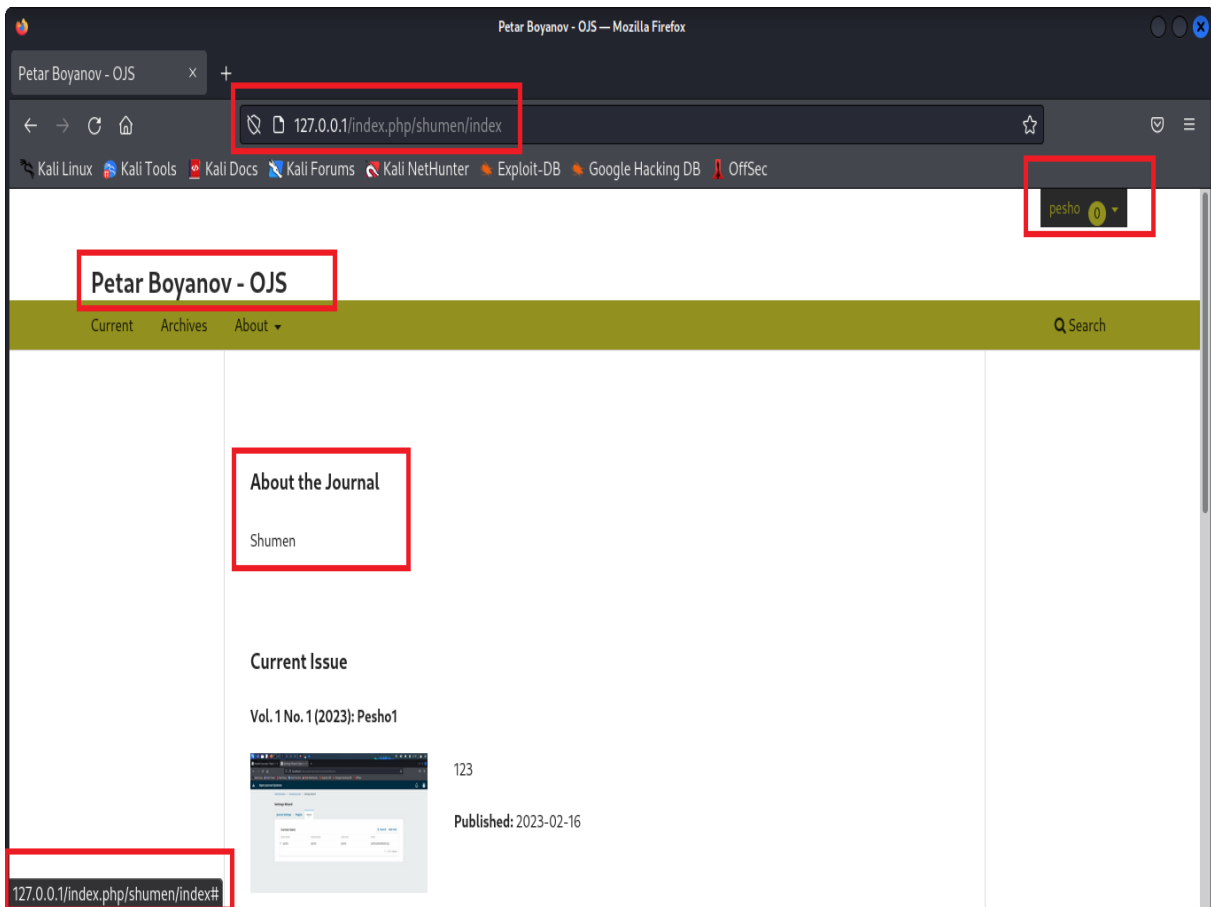 Petar Boyanov - OJS — Mozilla Firefox
Petar Boyanov - OJS
127.0.0.1/index.php/shumen/index
Kali Linux Kali Tools Kali Docs Kali Forums Kali NetHunter Exploit-DB Google Hacking DB OffSec
pesho 0
Petar Boyanov - OJS
Current Archives About Search
About the Journal
Shumen
Current Issue
Vol. 1 No. 1 (2023): Pesho1
123
Published: 2023-02-16
127.0.0.1/index.php/shumen/index#